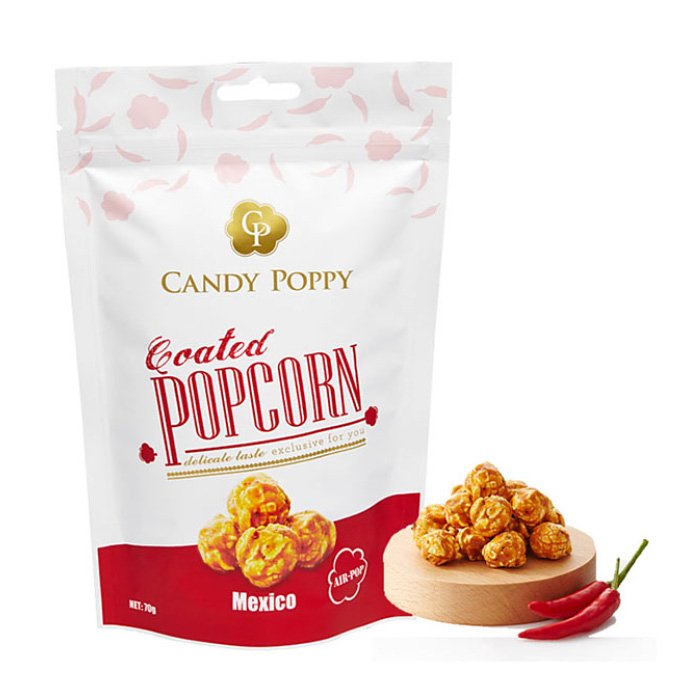 CP
CANDY POPPY
Coated
POPCORN
delicate taste exclusive for you
AIR-POP
Mexico
NET: 70g